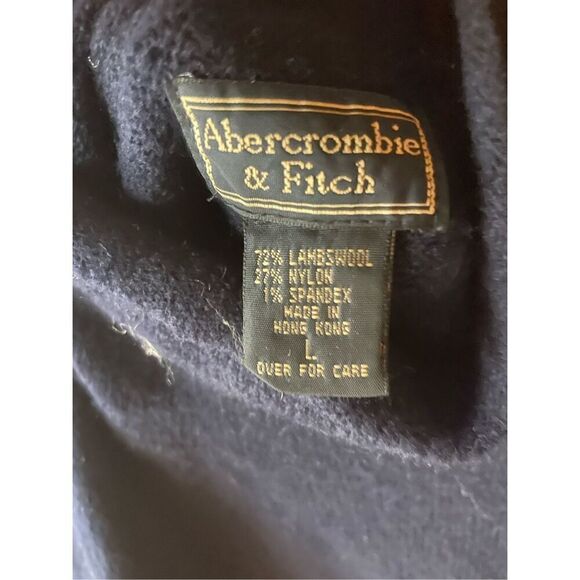 Abercrombie
& Fitch
72% LAMBSWOOL
27% NYLON
1% SPANDEX
MADE IN
HONG KONG
L
OVER FOR CARE